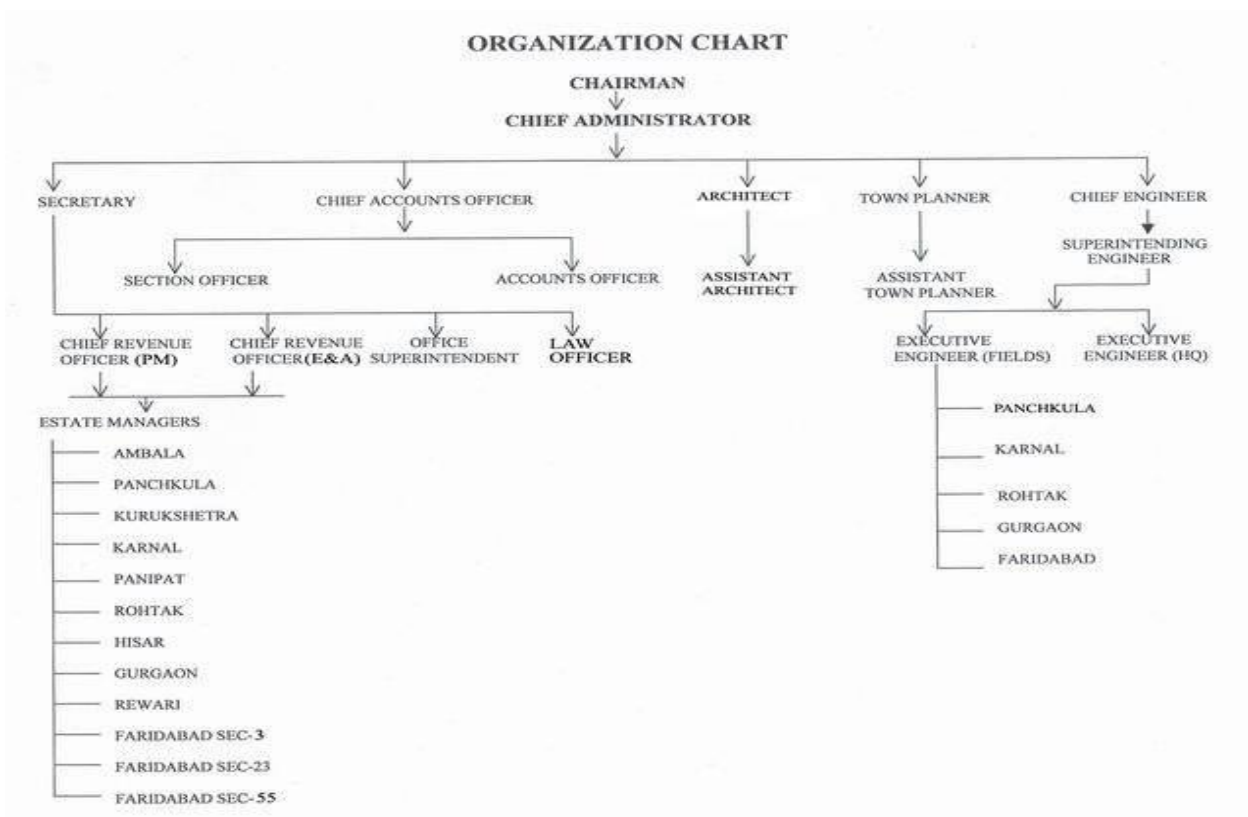 ORGANIZATION CHART
CHAIRMAN
CHIEF ADMINISTRATOR
SECRETARY
CHIEF ACCOUNTS OFFICER
ARCHITECT
TOWN PLANNER
CHIEF ENGINEER
SECTION OFFICER
ACCOUNTS OFFICER
ASSISTANT
ARCHITECT
ASSISTANT
TOWN PLANNER
SUPERINTENDING
ENGINEER
CHIEF REVENUE
OFFICER (PM)
CHIEF REVENUE
OFFICER(E&A)
OFFICE
SUPERINTENDENT
LAW
OFFICER
EXECUTIVE
ENGINEER (FIELDS)
EXECUTIVE
ENGINEER (HQ)
ESTATE MANAGERS
AMBALA
PANCHKULA
KURUKSHETRA
KARNAL
PANIPAT
ROHTAK
HISAR
GURGAON
REWARI
FARIDABAD SEC-3
FARIDABAD SEC-23
FARIDABAD SEC-55
PANCHKULA
KARNAL
ROHTAK
GURGAON
FARIDABAD